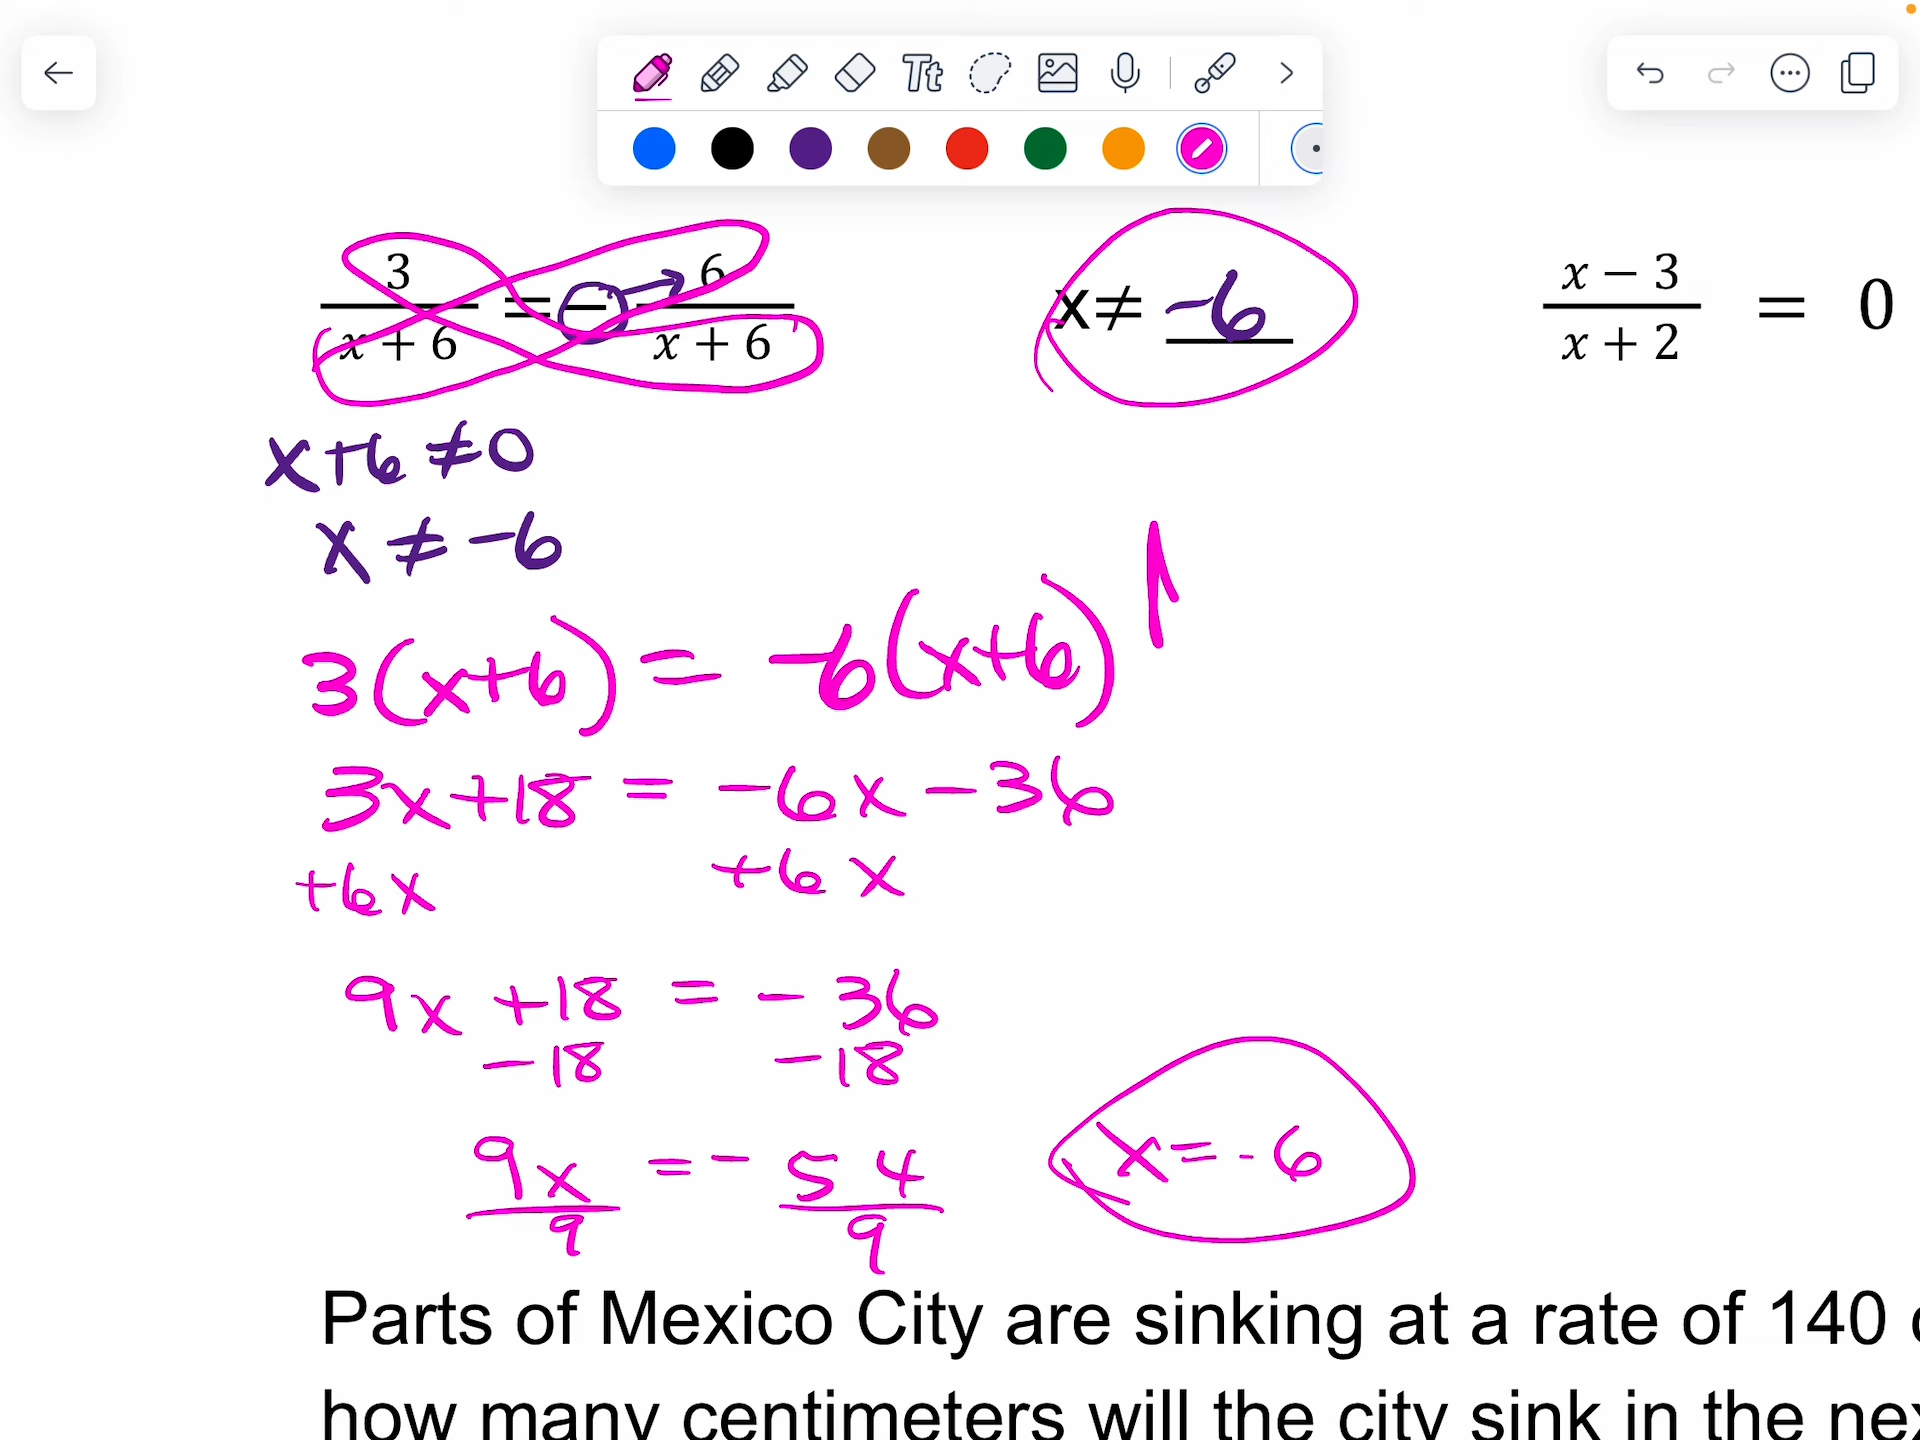 Tt
3/(x + 6) = − 6/(x + 6)
x ≠ -6
(x − 3)/(x + 2) = 0
x+6 ≠ 0
x ≠ -6
3(x+6) = -6(x+6)
3x+18 = -6x-36
+6x +6x
9x +18 = -36
-18 -18
9x/9 = -54/9
x=-6
Parts of Mexico City are sinking at a rate of 140
how many centimeters will the city sink in the